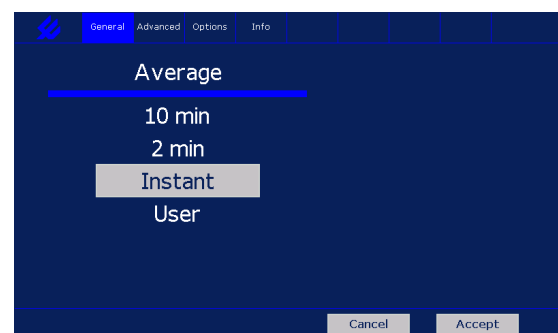 General Advanced Options Info
Average
10 min
2 min
Instant
User
Cancel Accept